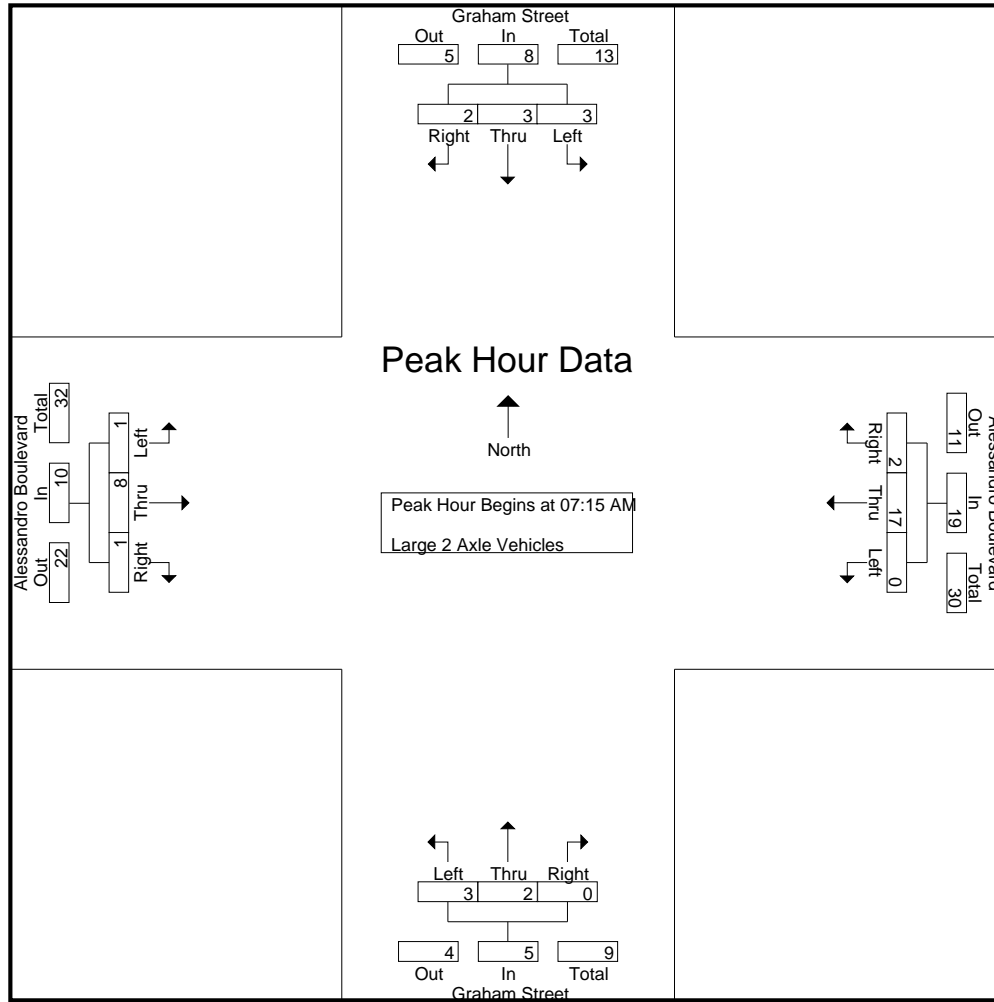 Graham Street
Out In Total
5 8 13
2 3 3
Right Thru Left
Peak Hour Data
North
Peak Hour Begins at 07:15 AM
Large 2 Axle Vehicles
Alessandro Boulevard
Total In Out
32 10 22
1 8 1
Left Thru Right
Alessandro Boulevard
Out In Total
11 19 30
2 17 0
Right Thru Left
Left Thru Right
3 2 0
4 5 9
Out In Total
Graham Street